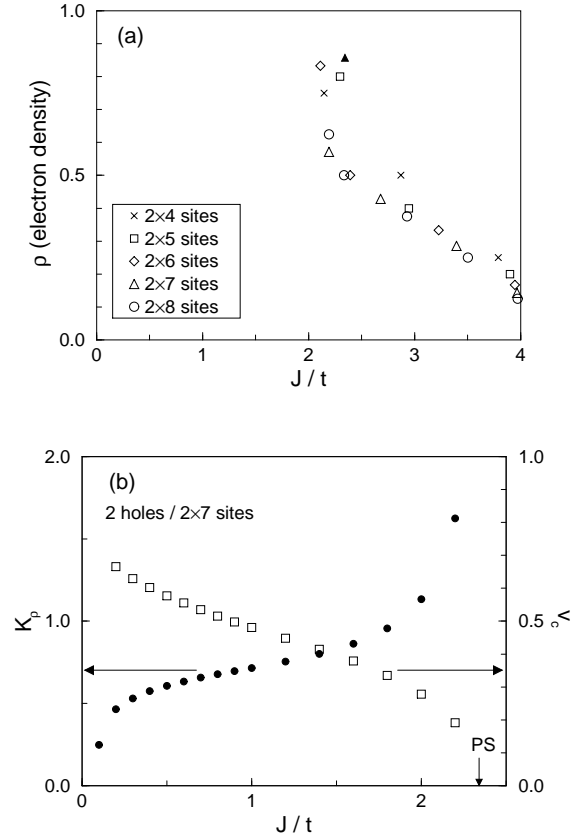 (a)
1.0
0.5
0.0
ρ (electron density)
× 2×4 sites
□ 2×5 sites
◇ 2×6 sites
△ 2×7 sites
○ 2×8 sites
0 1 2 3 4
J / t
(b)
2 holes / 2×7 sites
2.0
1.0
0.0
K_ρ
1.0
0.5
0.0
v_c
PS
0 1 2
J / t